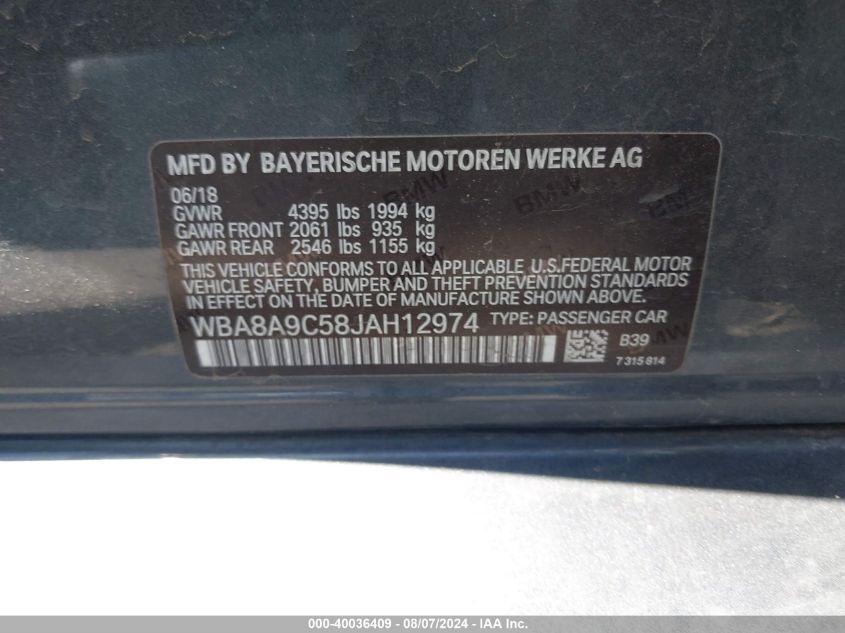 MFD BY BAYERISCHE MOTOREN WERKE AG
06/18
GVWR 4395 lbs 1994 kg
GAWR FRONT 2061 lbs 935 kg
GAWR REAR 2546 lbs 1155 kg
THIS VEHICLE CONFORMS TO ALL APPLICABLE U.S.FEDERAL MOTOR
VEHICLE SAFETY, BUMPER AND THEFT PREVENTION STANDARDS
IN EFFECT ON THE DATE OF MANUFACTURE SHOWN ABOVE.
WBA8A9C58JAH12974 TYPE: PASSENGER CAR
B39
7 315 814
000-40036409 - 08/07/2024 - IAA Inc.